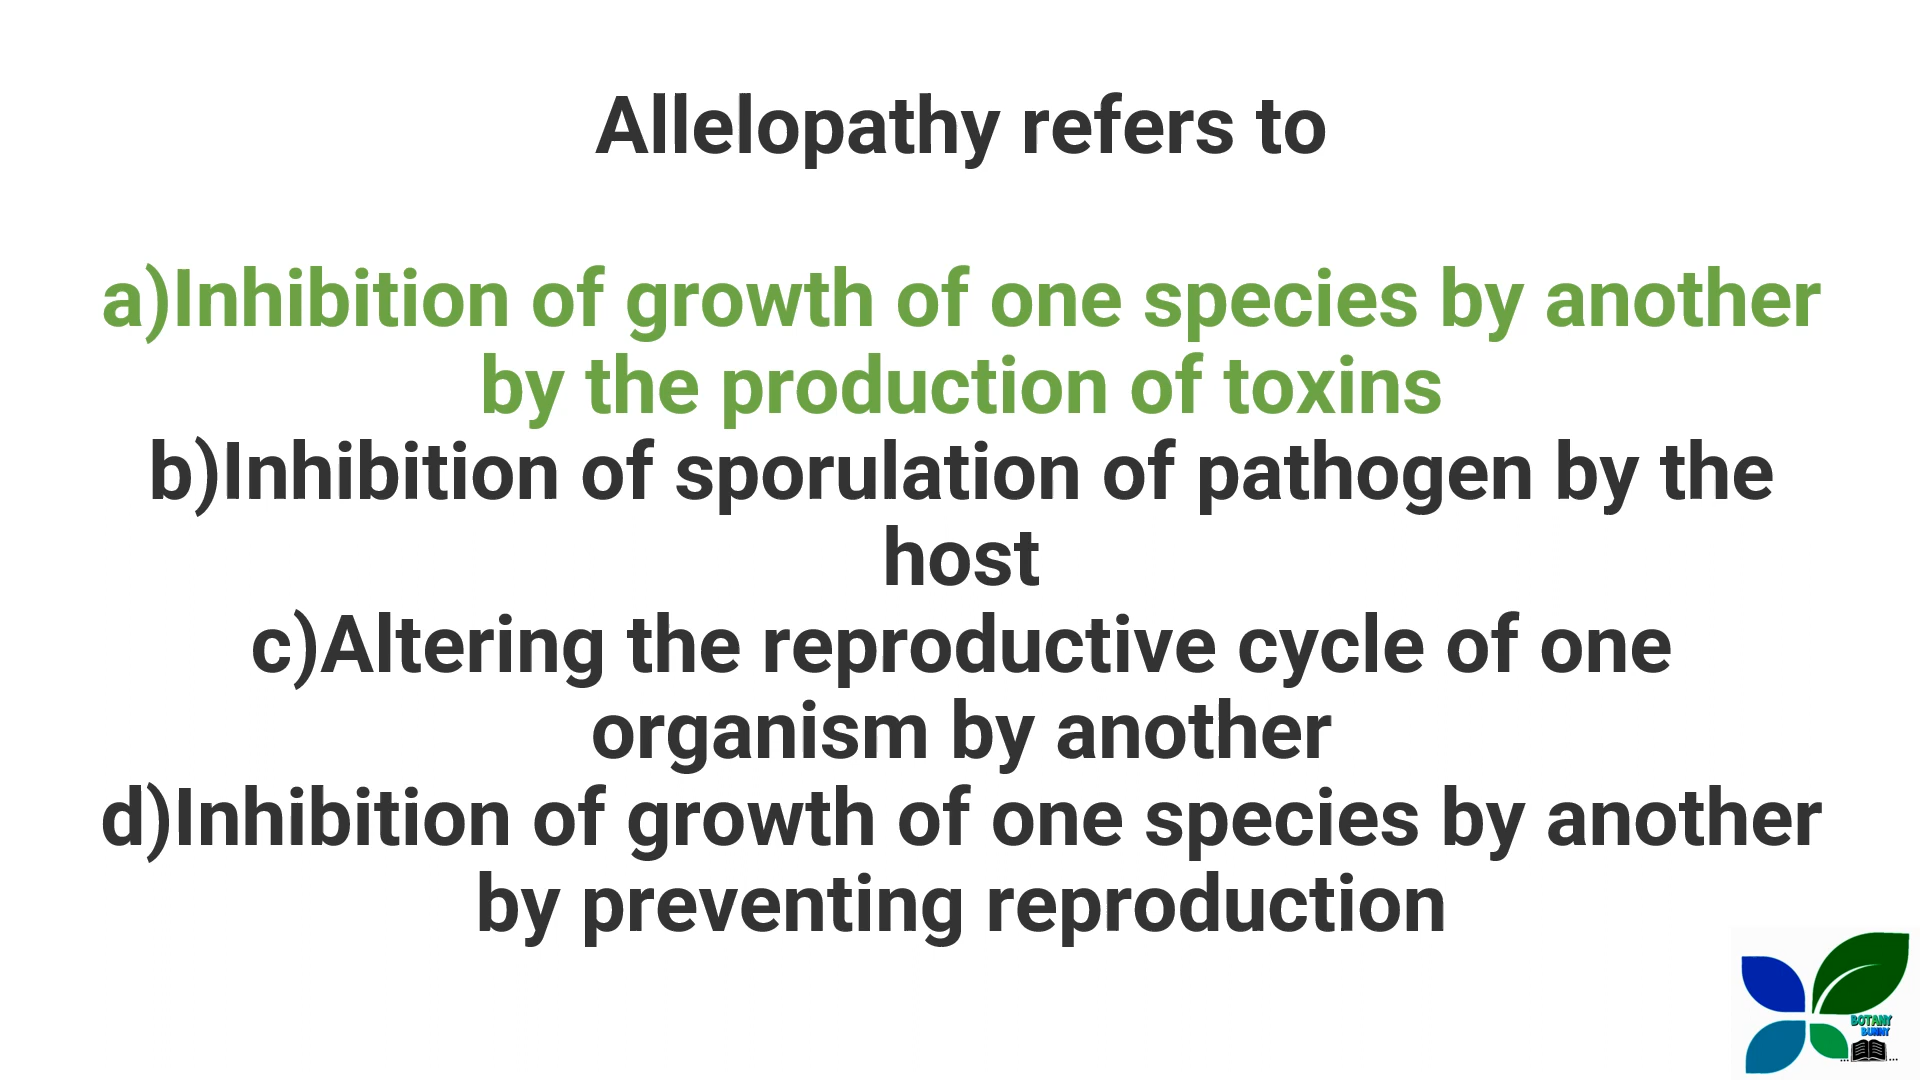 Allelopathy refers to
a)Inhibition of growth of one species by another
by the production of toxins
b)Inhibition of sporulation of pathogen by the
host
c)Altering the reproductive cycle of one
organism by another
d)Inhibition of growth of one species by another
by preventing reproduction
BOTANY
BUNNY